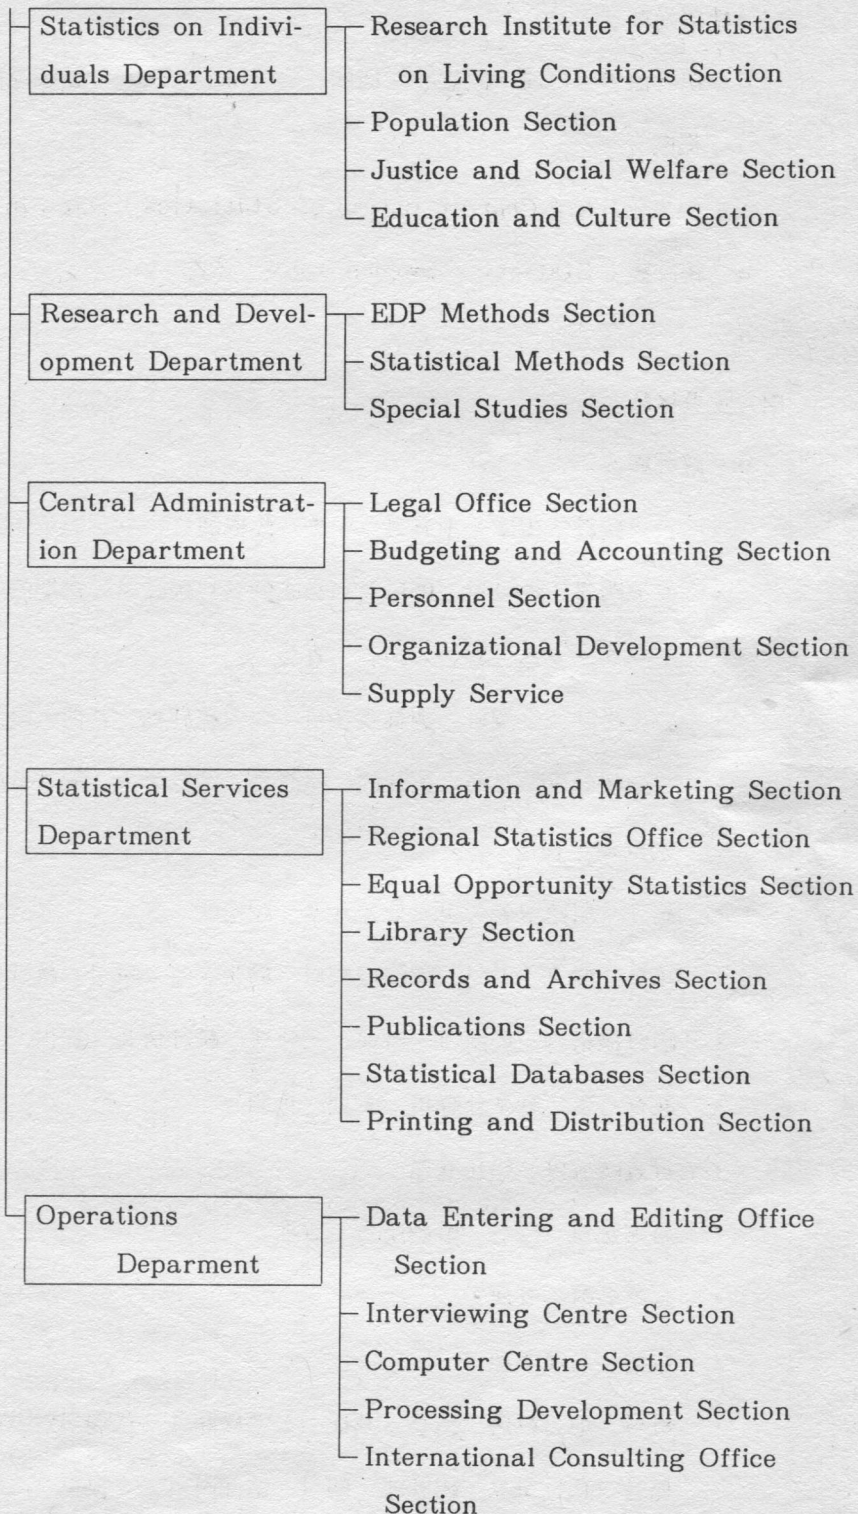 Statistics on Indivi-
duals Department
Research Institute for Statistics
on Living Conditions Section
Population Section
Justice and Social Welfare Section
Education and Culture Section
Research and Devel-
opment Department
EDP Methods Section
Statistical Methods Section
Special Studies Section
Central Administrat-
ion Department
Legal Office Section
Budgeting and Accounting Section
Personnel Section
Organizational Development Section
Supply Service
Statistical Services
Department
Information and Marketing Section
Regional Statistics Office Section
Equal Opportunity Statistics Section
Library Section
Records and Archives Section
Publications Section
Statistical Databases Section
Printing and Distribution Section
Operations
Deparment
Data Entering and Editing Office
Section
Interviewing Centre Section
Computer Centre Section
Processing Development Section
International Consulting Office
Section